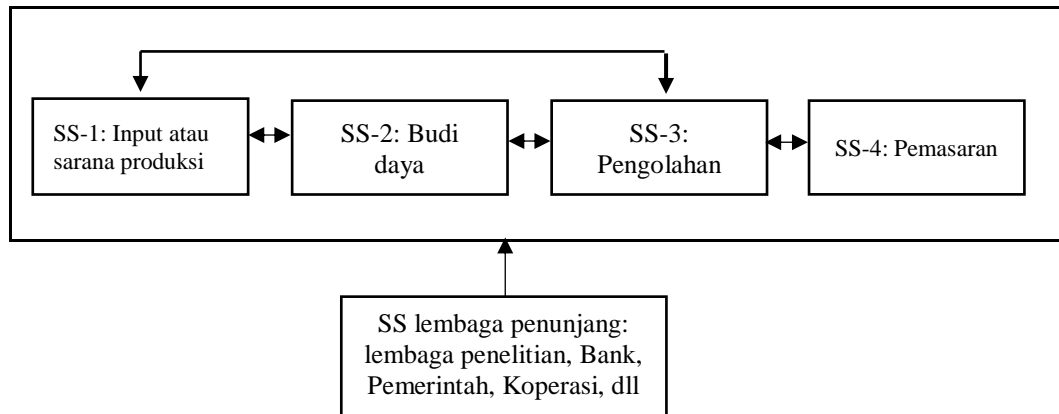 SS-1: Input atau
sarana produksi
SS-2: Budi
daya
SS-3:
Pengolahan
SS-4: Pemasaran
SS lembaga penunjang:
lembaga penelitian, Bank,
Pemerintah, Koperasi, dll